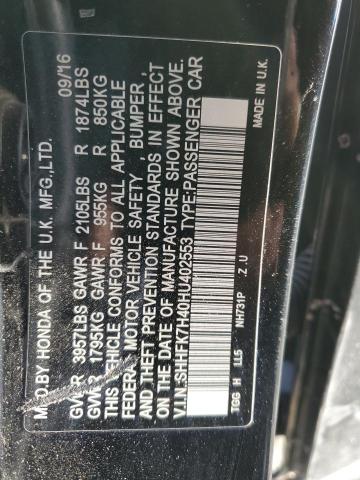 MFD.BY HONDA OF THE U.K. MFG.,LTD. 09/16
GVWR 3957LBS GAWR F 2105LBS R 1874LBS
GVWR 1795KG GAWR F 955KG R 850KG
THIS VEHICLE CONFORMS TO ALL APPLICABLE
FEDERAL MOTOR VEHICLE SAFETY , BUMPER ,
AND THEFT PREVENTION STANDARDS IN EFFECT
ON THE DATE OF MANUFACTURE SHOWN ABOVE.
V.I.N. SHHFK7H40HU402553 TYPE:PASSENGER CAR
NH731P Z U MADE IN U.K.
TGG H LL5